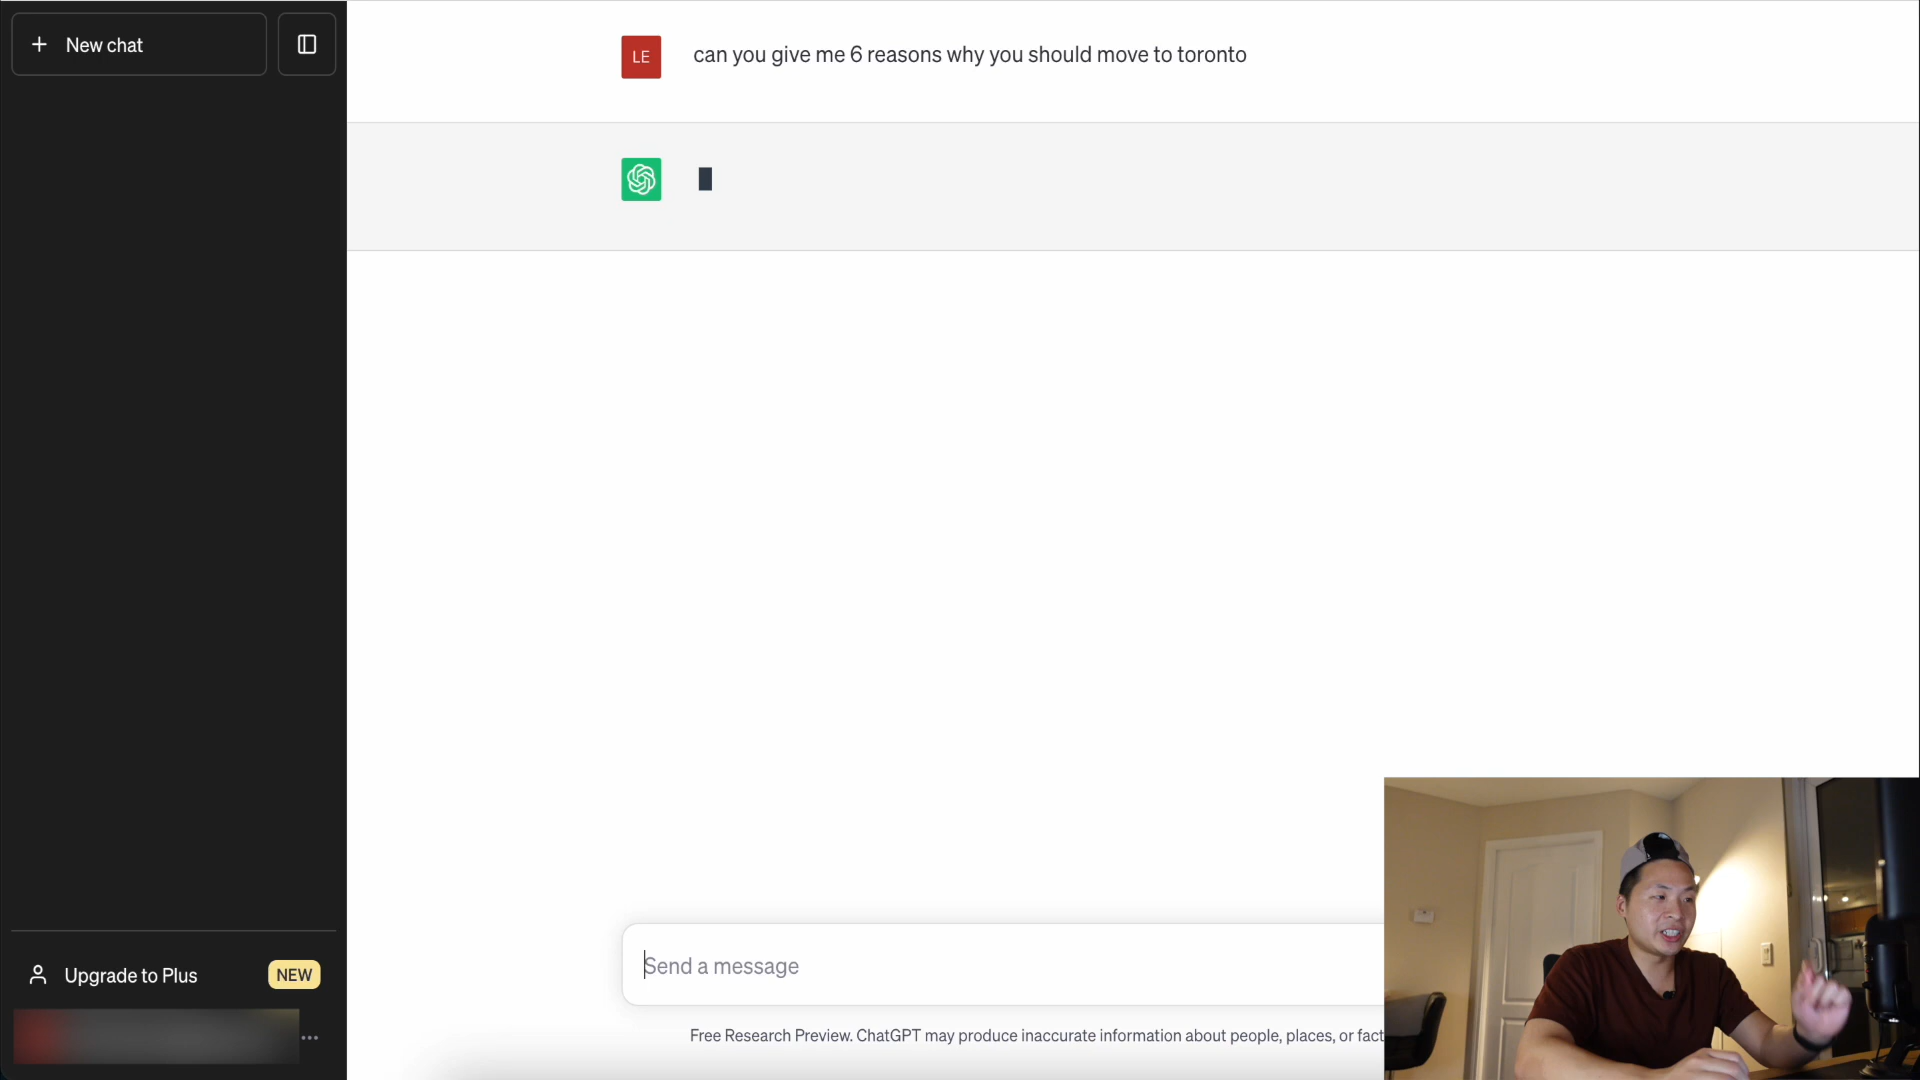 New chat
LE
can you give me 6 reasons why you should move to toronto
Send a message
Free Research Preview. ChatGPT may produce inaccurate information about people, places, or fact
Upgrade to Plus
NEW